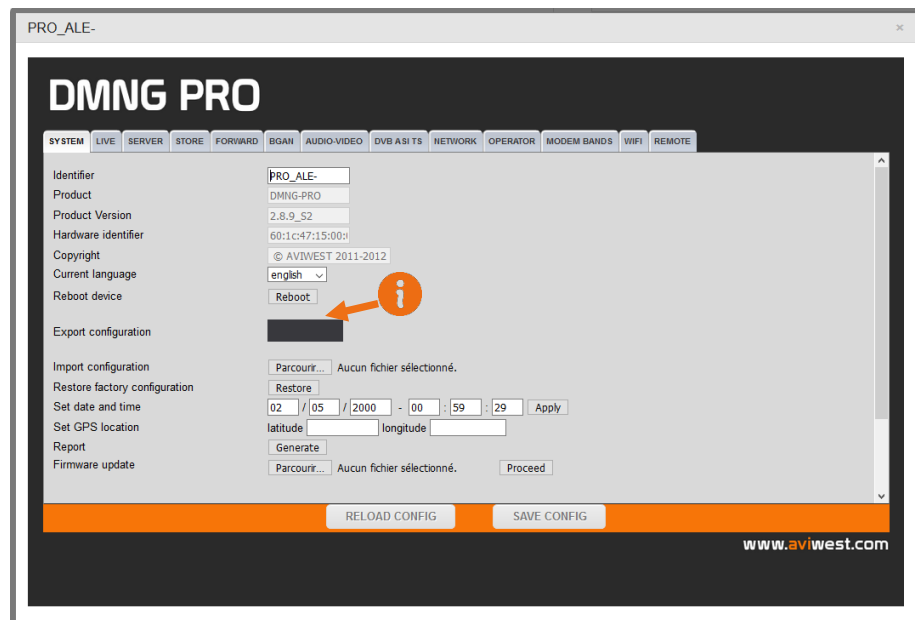 PRO_ALE- ×
DMNG PRO
SYSTEM LIVE SERVER STORE FORWARD BGAN AUDIO-VIDEO DVB ASI TS NETWORK OPERATOR MODEM BANDS WIFI REMOTE
Identifier PRO_ALE-
Product DMNG-PRO
Product Version 2.8.9_S2
Hardware identifier 60:1c:47:15:00:
Copyright © AVIWEST 2011-2012
Current language english
Reboot device Reboot
i
Export configuration
Import configuration Parcourir... Aucun fichier sélectionné.
Restore factory configuration Restore
Set date and time 02 / 05 / 2000 - 00 : 59 : 29 Apply
Set GPS location latitude longitude
Report Generate
Firmware update Parcourir... Aucun fichier sélectionné. Proceed
RELOAD CONFIG SAVE CONFIG
www.aviwest.com